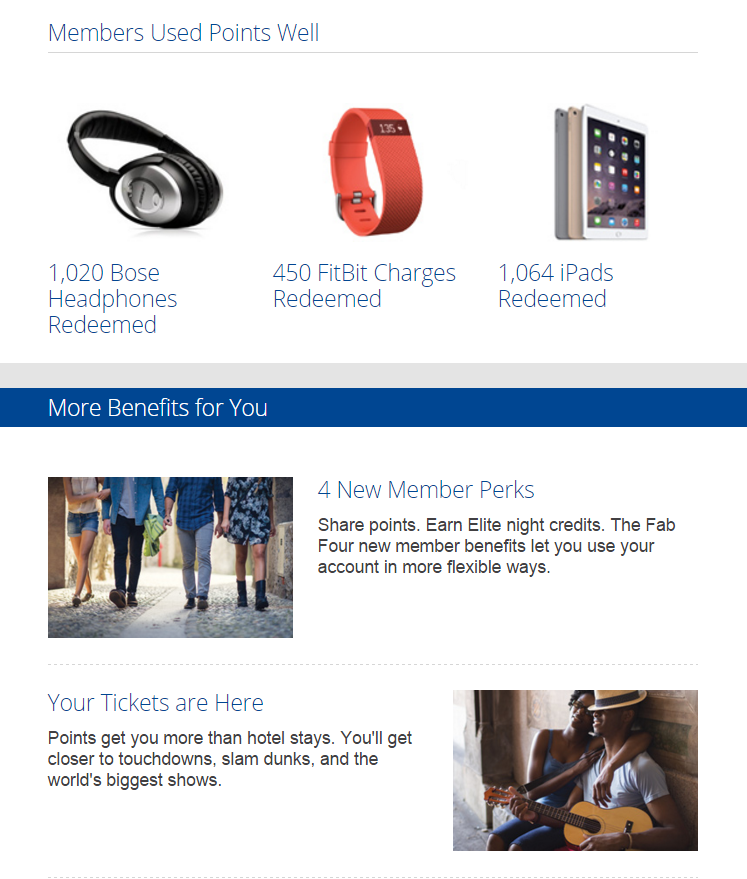 Members Used Points Well
135
1,020 Bose
Headphones
Redeemed
450 FitBit Charges
Redeemed
1,064 iPads
Redeemed
More Benefits for You
4 New Member Perks
Share points. Earn Elite night credits. The Fab
Four new member benefits let you use your
account in more flexible ways.
Your Tickets are Here
Points get you more than hotel stays. You'll get
closer to touchdowns, slam dunks, and the
world's biggest shows.